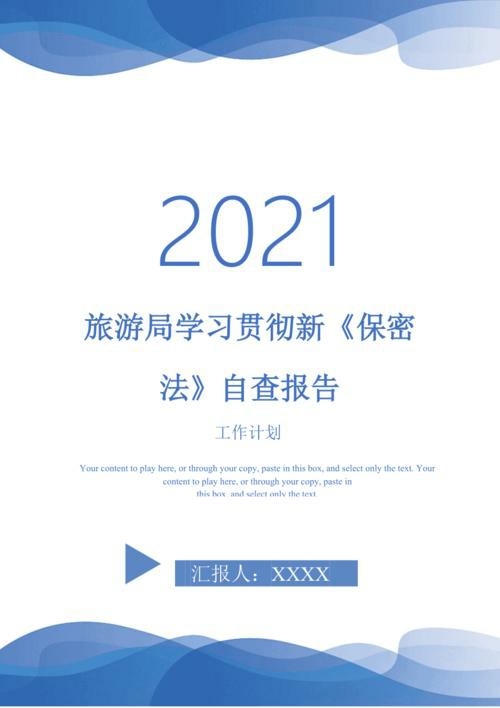 2021
旅游局学习贯彻新《保密
法》自查报告
工作计划
Your content to play here, or through your copy, paste in this box, and select only the text. Your
content to play here, or through your copy, paste in
this box, and select only the text.
汇报人：XXXX